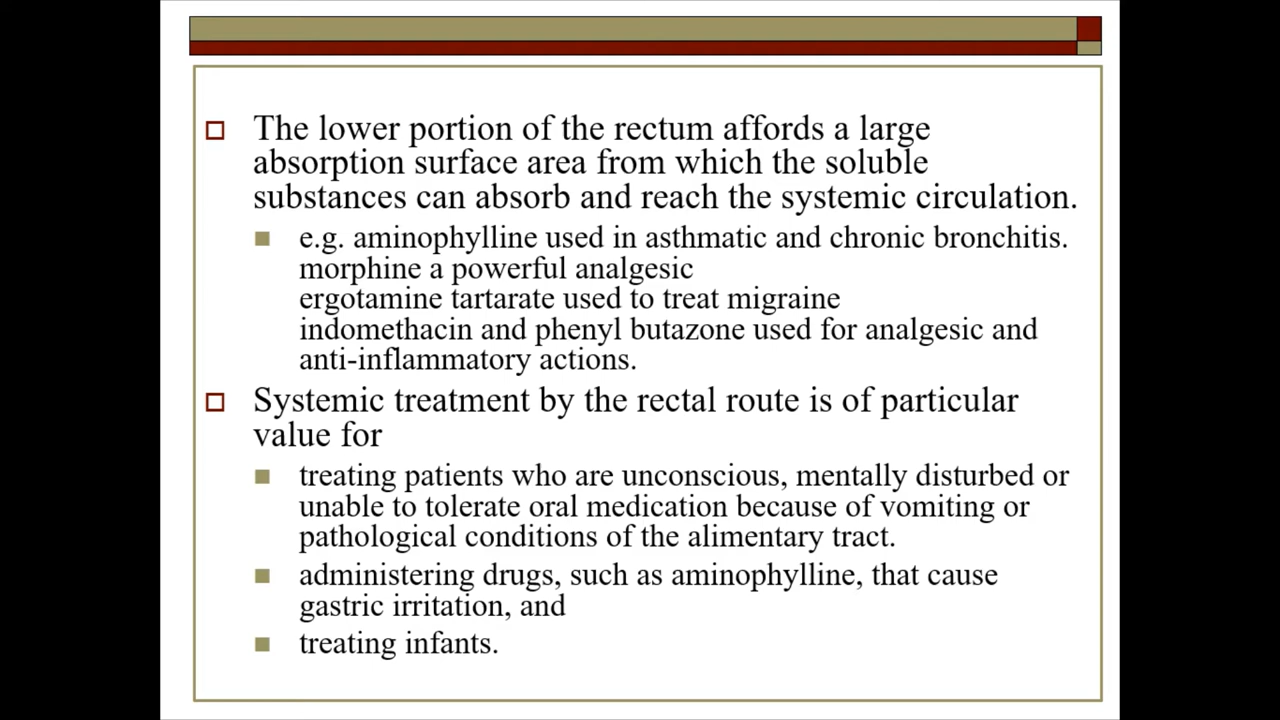 The lower portion of the rectum affords a large
absorption surface area from which the soluble
substances can absorb and reach the systemic circulation.
e.g. aminophylline used in asthmatic and chronic bronchitis.
morphine a powerful analgesic
ergotamine tartarate used to treat migraine
indomethacin and phenyl butazone used for analgesic and
anti-inflammatory actions.
Systemic treatment by the rectal route is of particular
value for
treating patients who are unconscious, mentally disturbed or
unable to tolerate oral medication because of vomiting or
pathological conditions of the alimentary tract.
administering drugs, such as aminophylline, that cause
gastric irritation, and
treating infants.